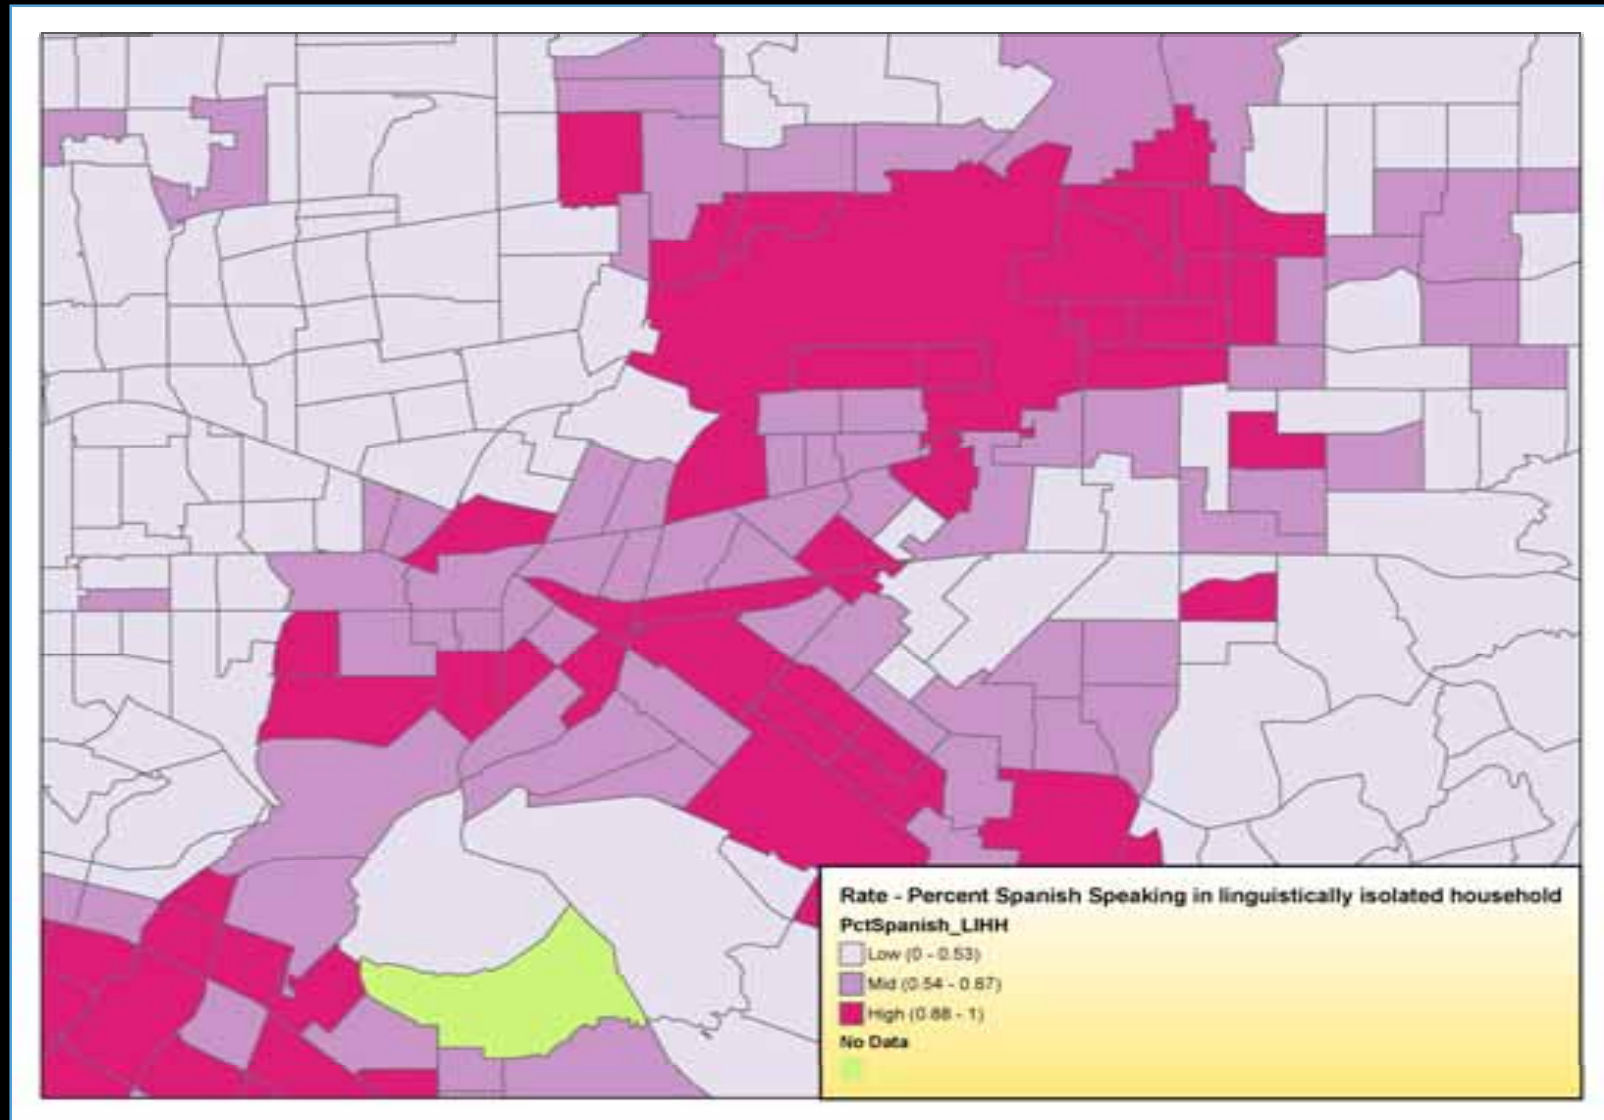 Rate - Percent Spanish Speaking in linguistically isolated household
PctSpanish_LIHH
Low (0 - 0.53)
Mid (0.54 - 0.87)
High (0.88 - 1)
No Data